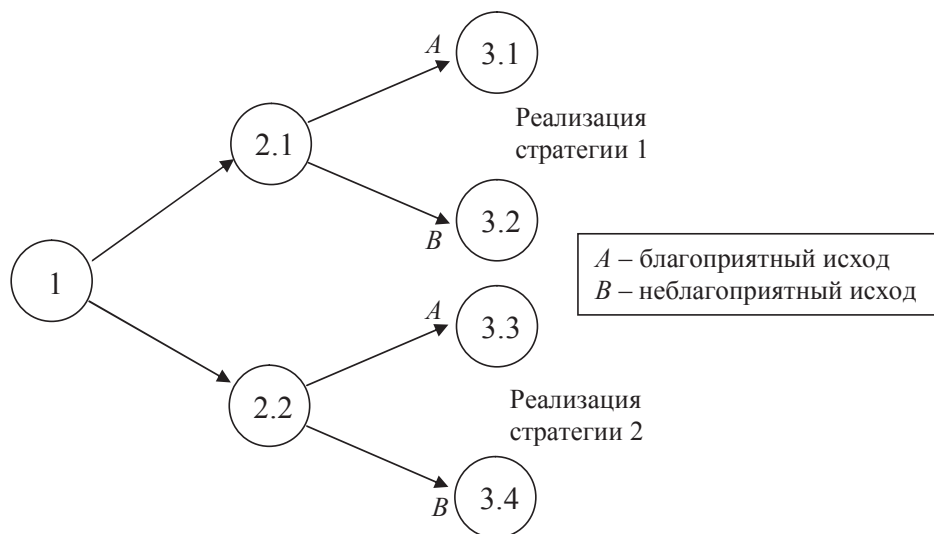 A
3.1
Реализация
стратегии 1
2.1
3.2
B
1
A – благоприятный исход
B – неблагоприятный исход
A
3.3
2.2
Реализация
стратегии 2
3.4
B